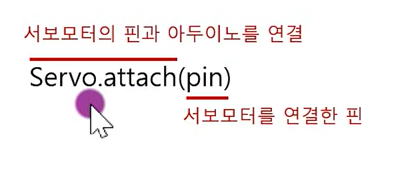 서보모터의 핀과 아두이노를 연결
Servo.attach(pin)
서보모터를 연결한 핀